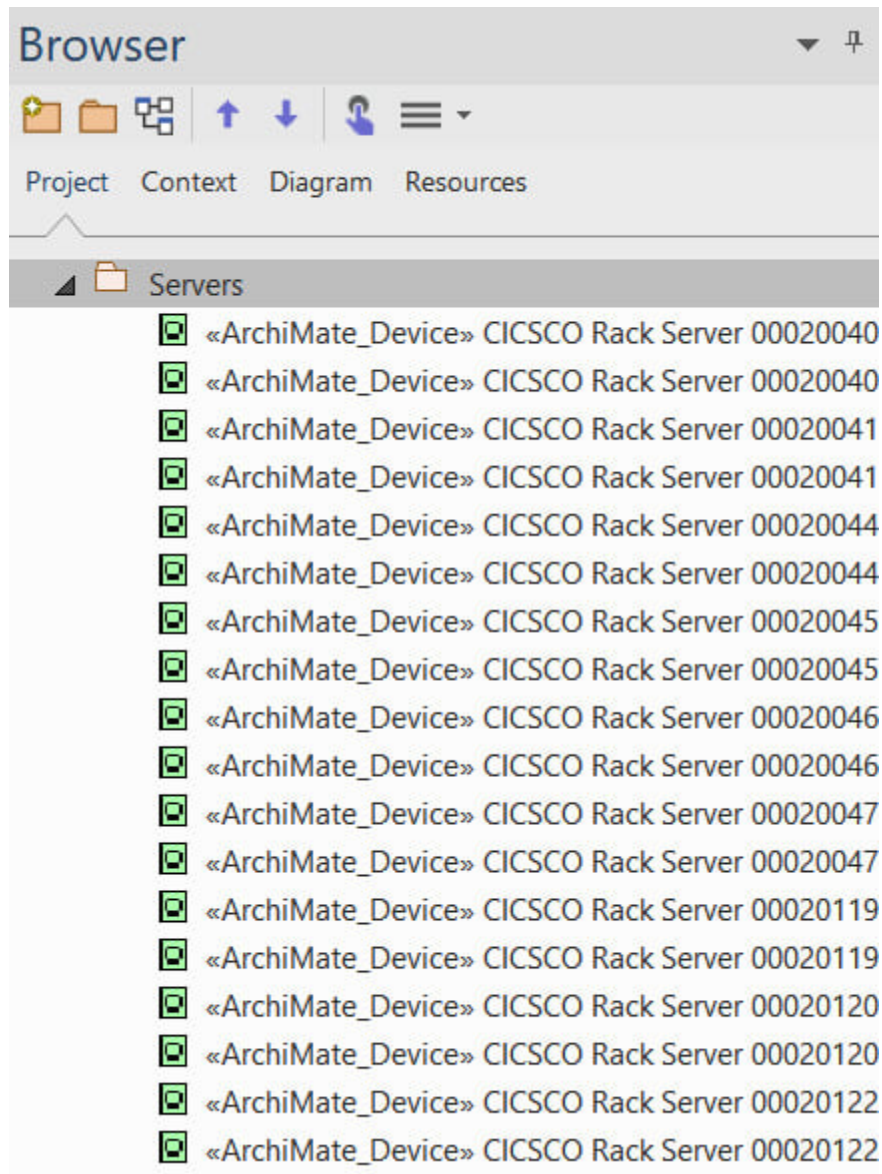 Browser
Project Context Diagram Resources
Servers
«ArchiMate_Device» CICSCO Rack Server 00020040
«ArchiMate_Device» CICSCO Rack Server 00020040
«ArchiMate_Device» CICSCO Rack Server 00020041
«ArchiMate_Device» CICSCO Rack Server 00020041
«ArchiMate_Device» CICSCO Rack Server 00020044
«ArchiMate_Device» CICSCO Rack Server 00020044
«ArchiMate_Device» CICSCO Rack Server 00020045
«ArchiMate_Device» CICSCO Rack Server 00020045
«ArchiMate_Device» CICSCO Rack Server 00020046
«ArchiMate_Device» CICSCO Rack Server 00020046
«ArchiMate_Device» CICSCO Rack Server 00020047
«ArchiMate_Device» CICSCO Rack Server 00020047
«ArchiMate_Device» CICSCO Rack Server 00020119
«ArchiMate_Device» CICSCO Rack Server 00020119
«ArchiMate_Device» CICSCO Rack Server 00020120
«ArchiMate_Device» CICSCO Rack Server 00020120
«ArchiMate_Device» CICSCO Rack Server 00020122
«ArchiMate_Device» CICSCO Rack Server 00020122